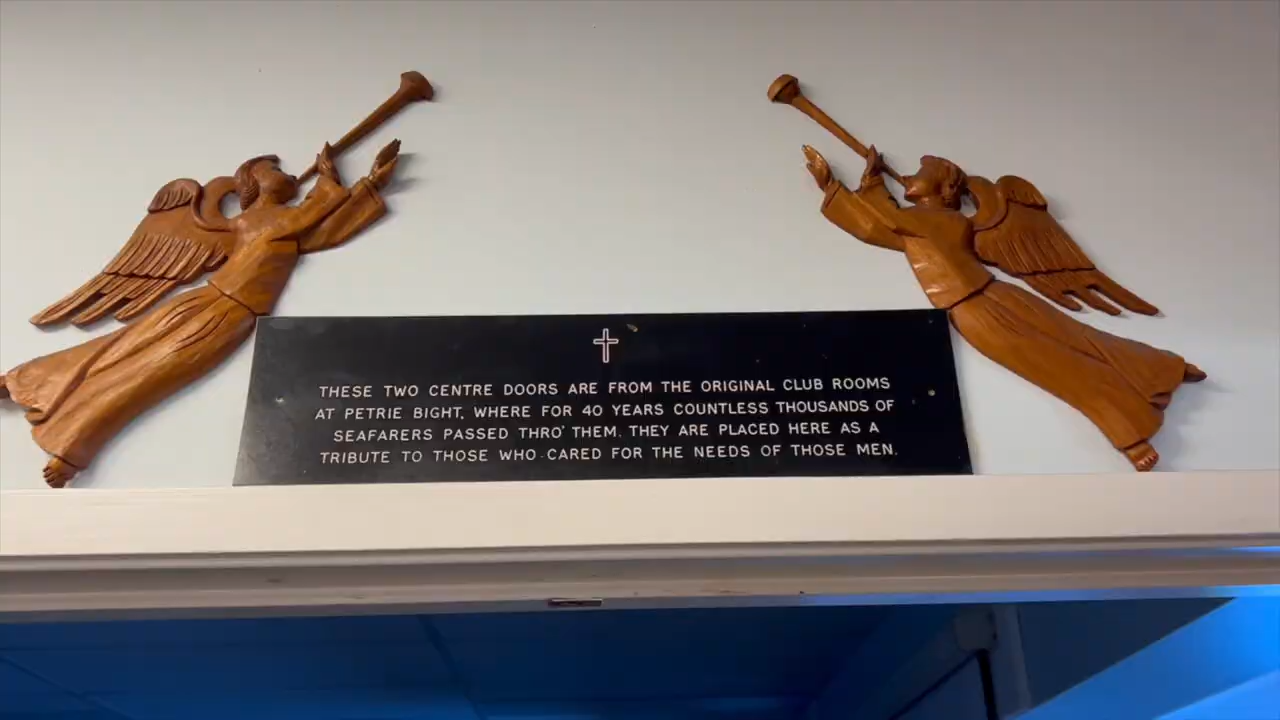 THESE TWO CENTRE DOORS ARE FROM THE ORIGINAL CLUB ROOMS
AT PETRIE BIGHT, WHERE FOR 40 YEARS COUNTLESS THOUSANDS OF
SEAFARERS PASSED THRO' THEM. THEY ARE PLACED HERE AS A
TRIBUTE TO THOSE WHO CARED FOR THE NEEDS OF THOSE MEN.